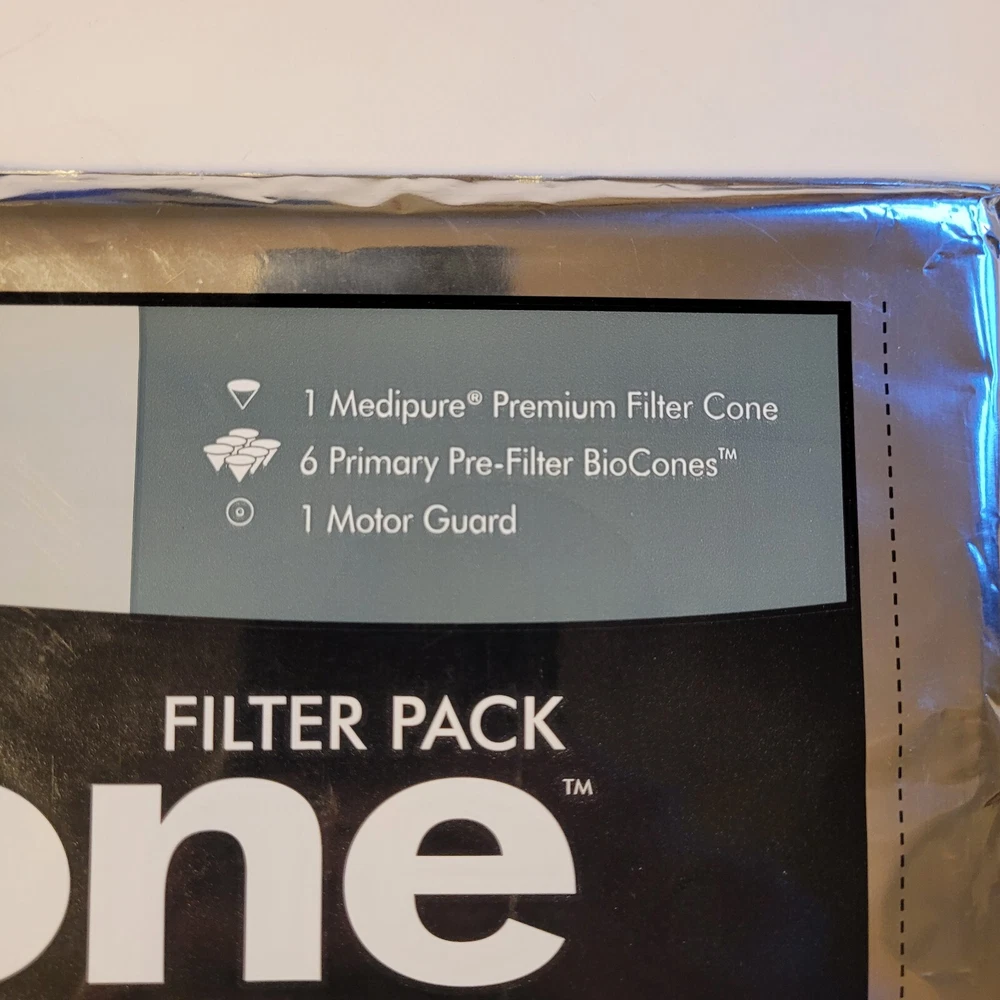 1 Medipure® Premium Filter Cone
6 Primary Pre-Filter BioCones™
1 Motor Guard
FILTER PACK
one™